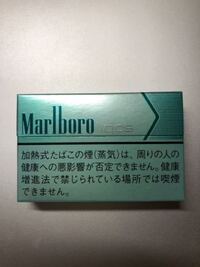 Marlboro IQOS
加熱式たばこの煙(蒸気)は、周りの人の
健康への悪影響が否定できません。健康
増進法で禁じられている場所では喫煙
できません。